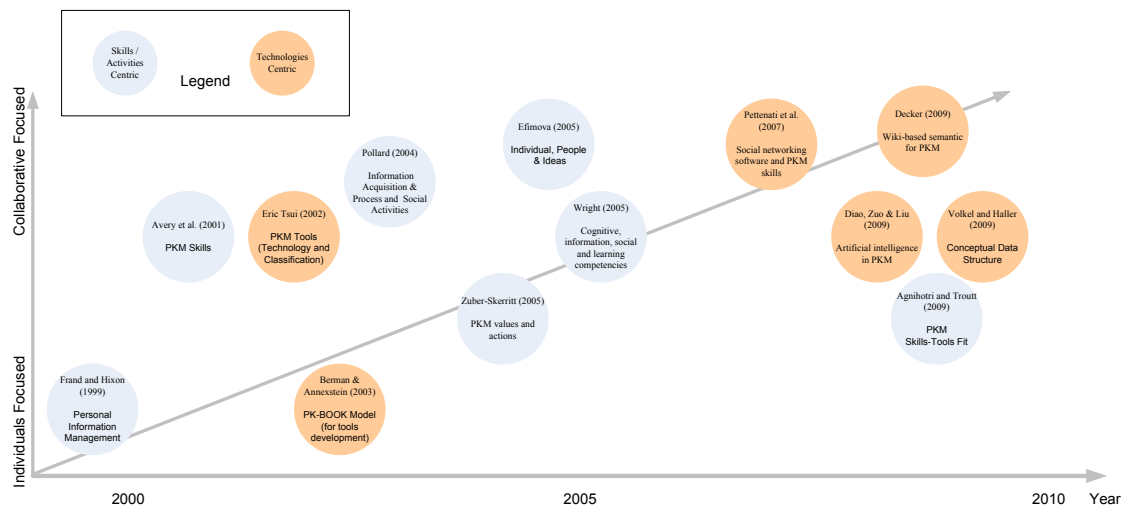 Skills /
Activities
Centric
Legend
Technologies
Centric
Collaborative Focused
Individuals Focused
Frand and Hixon
(1999)
Personal
Information
Management
Avery et al. (2001)
PKM Skills
Eric Tsui (2002)
PKM Tools
(Technology and
Classification)
Berman &
Annexstein (2003)
PK-BOOK Model
(for tools
development)
Pollard (2004)
Information
Acquisition &
Process and Social
Activities
Efimova (2005)
Individual, People
& Ideas
Wright (2005)
Cognitive,
information, social
and learning
competencies
Zuber-Skerritt (2005)
PKM values and
actions
Pettenati et al.
(2007)
Social networking
software and PKM
skills
Decker (2009)
Wiki-based semantic
for PKM
Diao, Zuo & Liu
(2009)
Artificial intelligence
in PKM
Volkel and Haller
(2009)
Conceptual Data
Structure
Agnihotri and Troutt
(2009)
PKM
Skills-Tools Fit
2000
2005
2010
Year